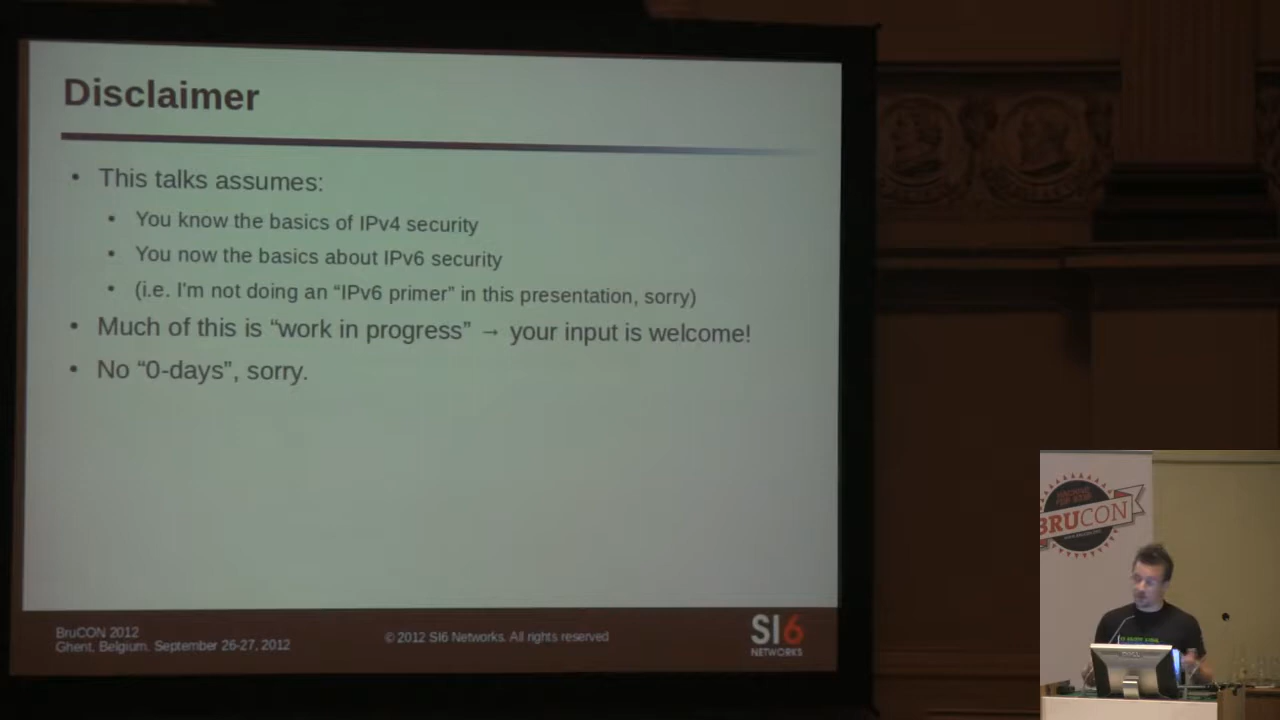 Disclaimer
• This talks assumes:
• You know the basics of IPv4 security
• You now the basics about IPv6 security
• (i.e. I'm not doing an “IPv6 primer” in this presentation, sorry)
• Much of this is “work in progress” → your input is welcome!
• No “0-days”, sorry.
BruCON 2012
Ghent, Belgium. September 26-27, 2012
© 2012 SI6 Networks. All rights reserved
SI6
NETWORKS
BRUCON